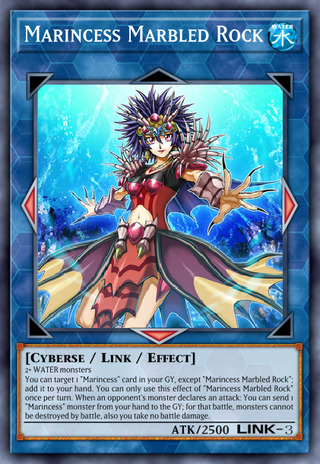 Marincess Marbled Rock
WATER
水
[Cyberse / Link / Effect]
2+ WATER monsters
You can target 1 "Marincess" card in your GY, except "Marincess Marbled Rock";
add it to your hand. You can only use this effect of "Marincess Marbled Rock"
once per turn. When an opponent's monster declares an attack: You can send 1
"Marincess" monster from your hand to the GY; for that battle, monsters cannot
be destroyed by battle, also you take no battle damage.
ATK/2500 LINK-3